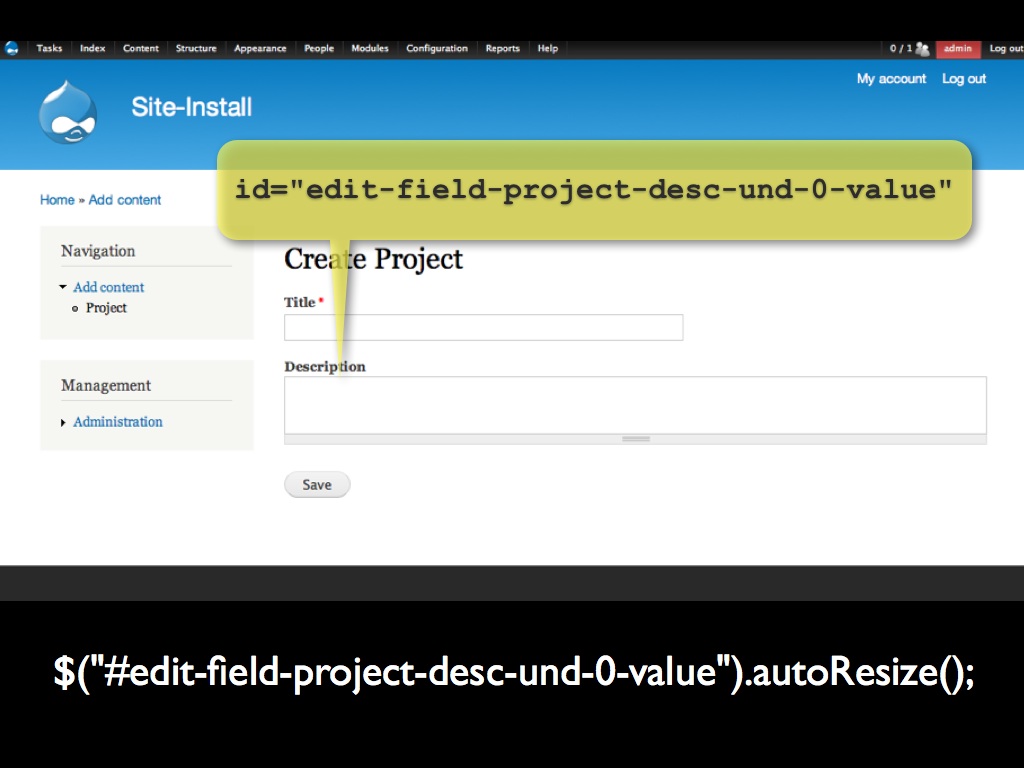 Tasks Index Content Structure Appearance People Modules Configuration Reports Help 0 / 1 admin Log out
My account Log out
Site-Install
id="edit-field-project-desc-und-0-value"
Home » Add content
Navigation
Add content
Project
Management
Administration
Create Project
Title *
Description
Save
$("#edit-field-project-desc-und-0-value").autoResize();